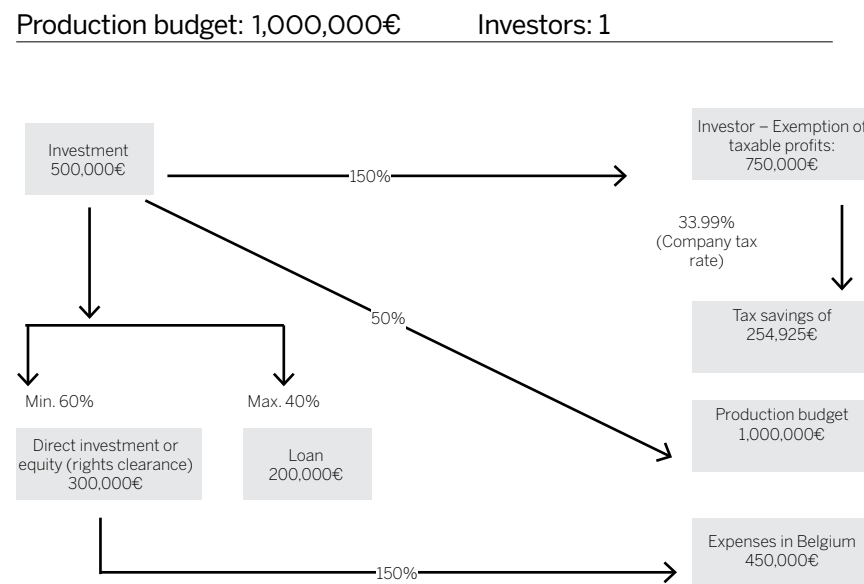 Production budget: 1,000,000€ Investors: 1
Investment
500,000€
150%
Investor – Exemption of
taxable profits:
750,000€
33.99%
(Company tax
rate)
50%
Tax savings of
254,925€
Min. 60%
Max. 40%
Production budget
1,000,000€
Direct investment or
equity (rights clearance)
300,000€
Loan
200,000€
Expenses in Belgium
450,000€
150%